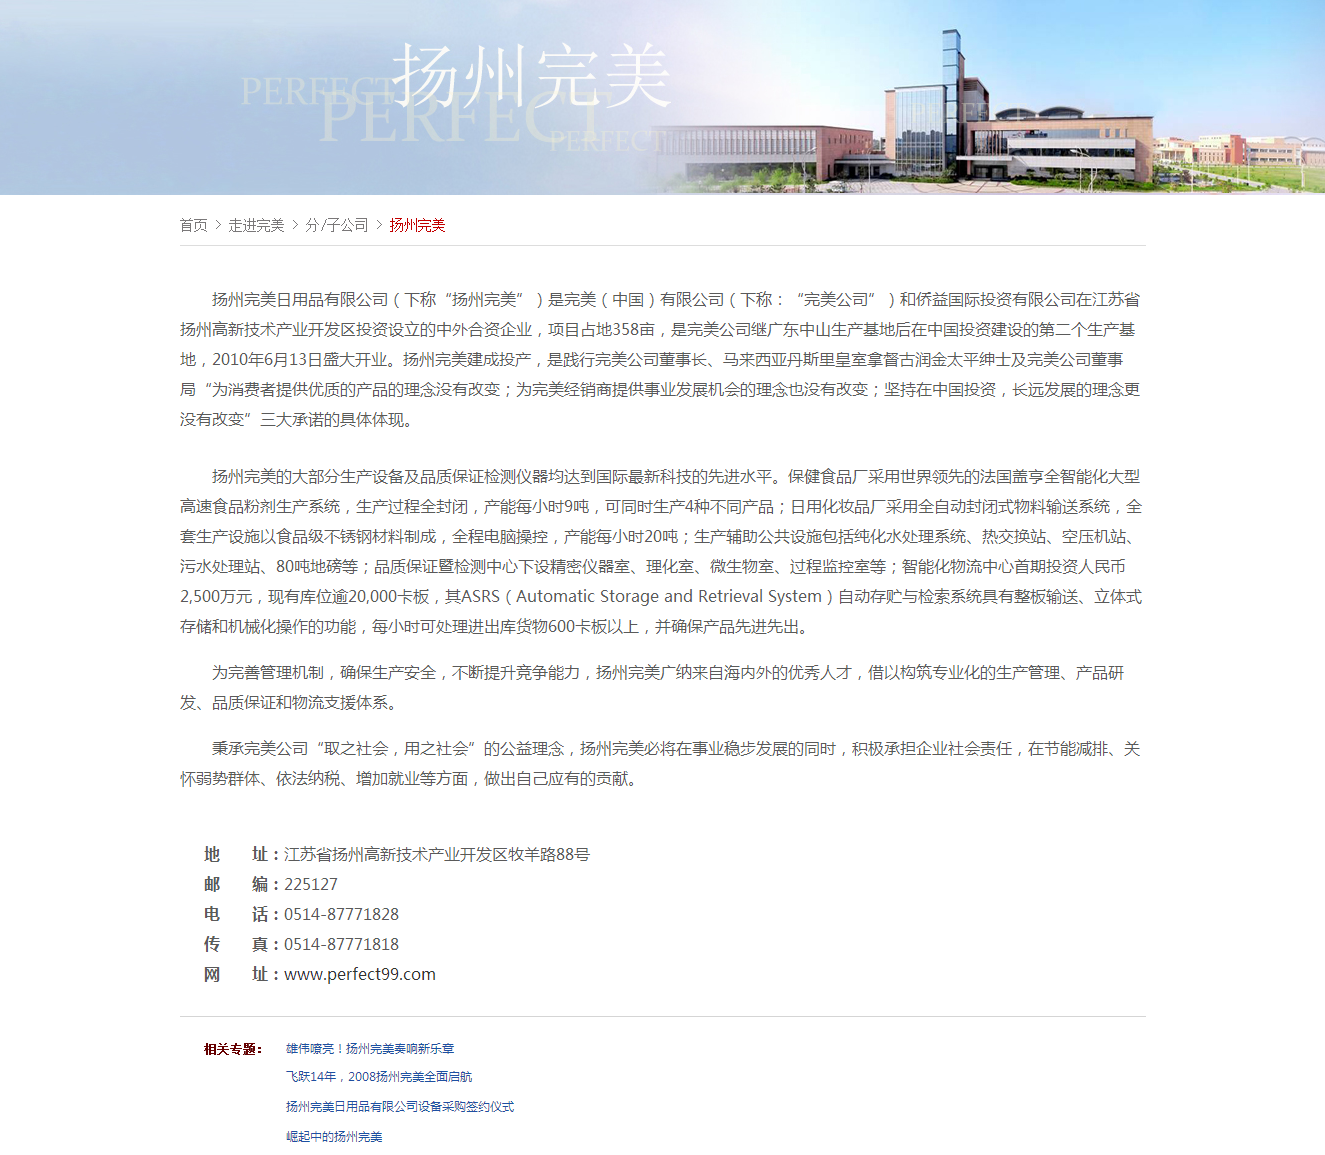 扬州完美
PERFECT
PERFECT
PERFECT
PERFECT
首页 > 走进完美 > 分/子公司 > 扬州完美
扬州完美日用品有限公司（下称“扬州完美”）是完美（中国）有限公司（下称：“完美公司”）和侨益国际投资有限公司在江苏省
扬州高新技术产业开发区投资设立的中外合资企业，项目占地358亩，是完美公司继广东中山生产基地后在中国投资建设的第二个生产基
地，2010年6月13日盛大开业。扬州完美建成投产，是践行完美公司董事长、马来西亚丹斯里皇室拿督古润金太平绅士及完美公司董事
局“为消费者提供优质的产品的理念没有改变；为完美经销商提供事业发展机会的理念也没有改变；坚持在中国投资，长远发展的理念更
没有改变”三大承诺的具体体现。
扬州完美的大部分生产设备及品质保证检测仪器均达到国际最新科技的先进水平。保健食品厂采用世界领先的法国盖亨全智能化大型
高速食品粉剂生产系统，生产过程全封闭，产能每小时9吨，可同时生产4种不同产品；日用化妆品厂采用全自动封闭式物料输送系统，全
套生产设施以食品级不锈钢材料制成，全程电脑操控，产能每小时20吨；生产辅助公共设施包括纯化水处理系统、热交换站、空压机站、
污水处理站、80吨地磅等；品质保证暨检测中心下设精密仪器室、理化室、微生物室、过程监控室等；智能化物流中心首期投资人民币
2,500万元，现有库位逾20,000卡板，其ASRS（Automatic Storage and Retrieval System）自动存贮与检索系统具有整板输送、立体式
存储和机械化操作的功能，每小时可处理进出库货物600卡板以上，并确保产品先进先出。
为完善管理机制，确保生产安全，不断提升竞争能力，扬州完美广纳来自海内外的优秀人才，借以构筑专业化的生产管理、产品研
发、品质保证和物流支援体系。
秉承完美公司“取之社会，用之社会”的公益理念，扬州完美必将在事业稳步发展的同时，积极承担企业社会责任，在节能减排、关
怀弱势群体、依法纳税、增加就业等方面，做出自己应有的贡献。
地　　址：江苏省扬州高新技术产业开发区牧羊路88号
邮　　编：225127
电　　话：0514-87771828
传　　真：0514-87771818
网　　址：www.perfect99.com
相关专题： 雄伟嘹亮！扬州完美奏响新乐章
飞跃14年，2008扬州完美全面启航
扬州完美日用品有限公司设备采购签约仪式
崛起中的扬州完美